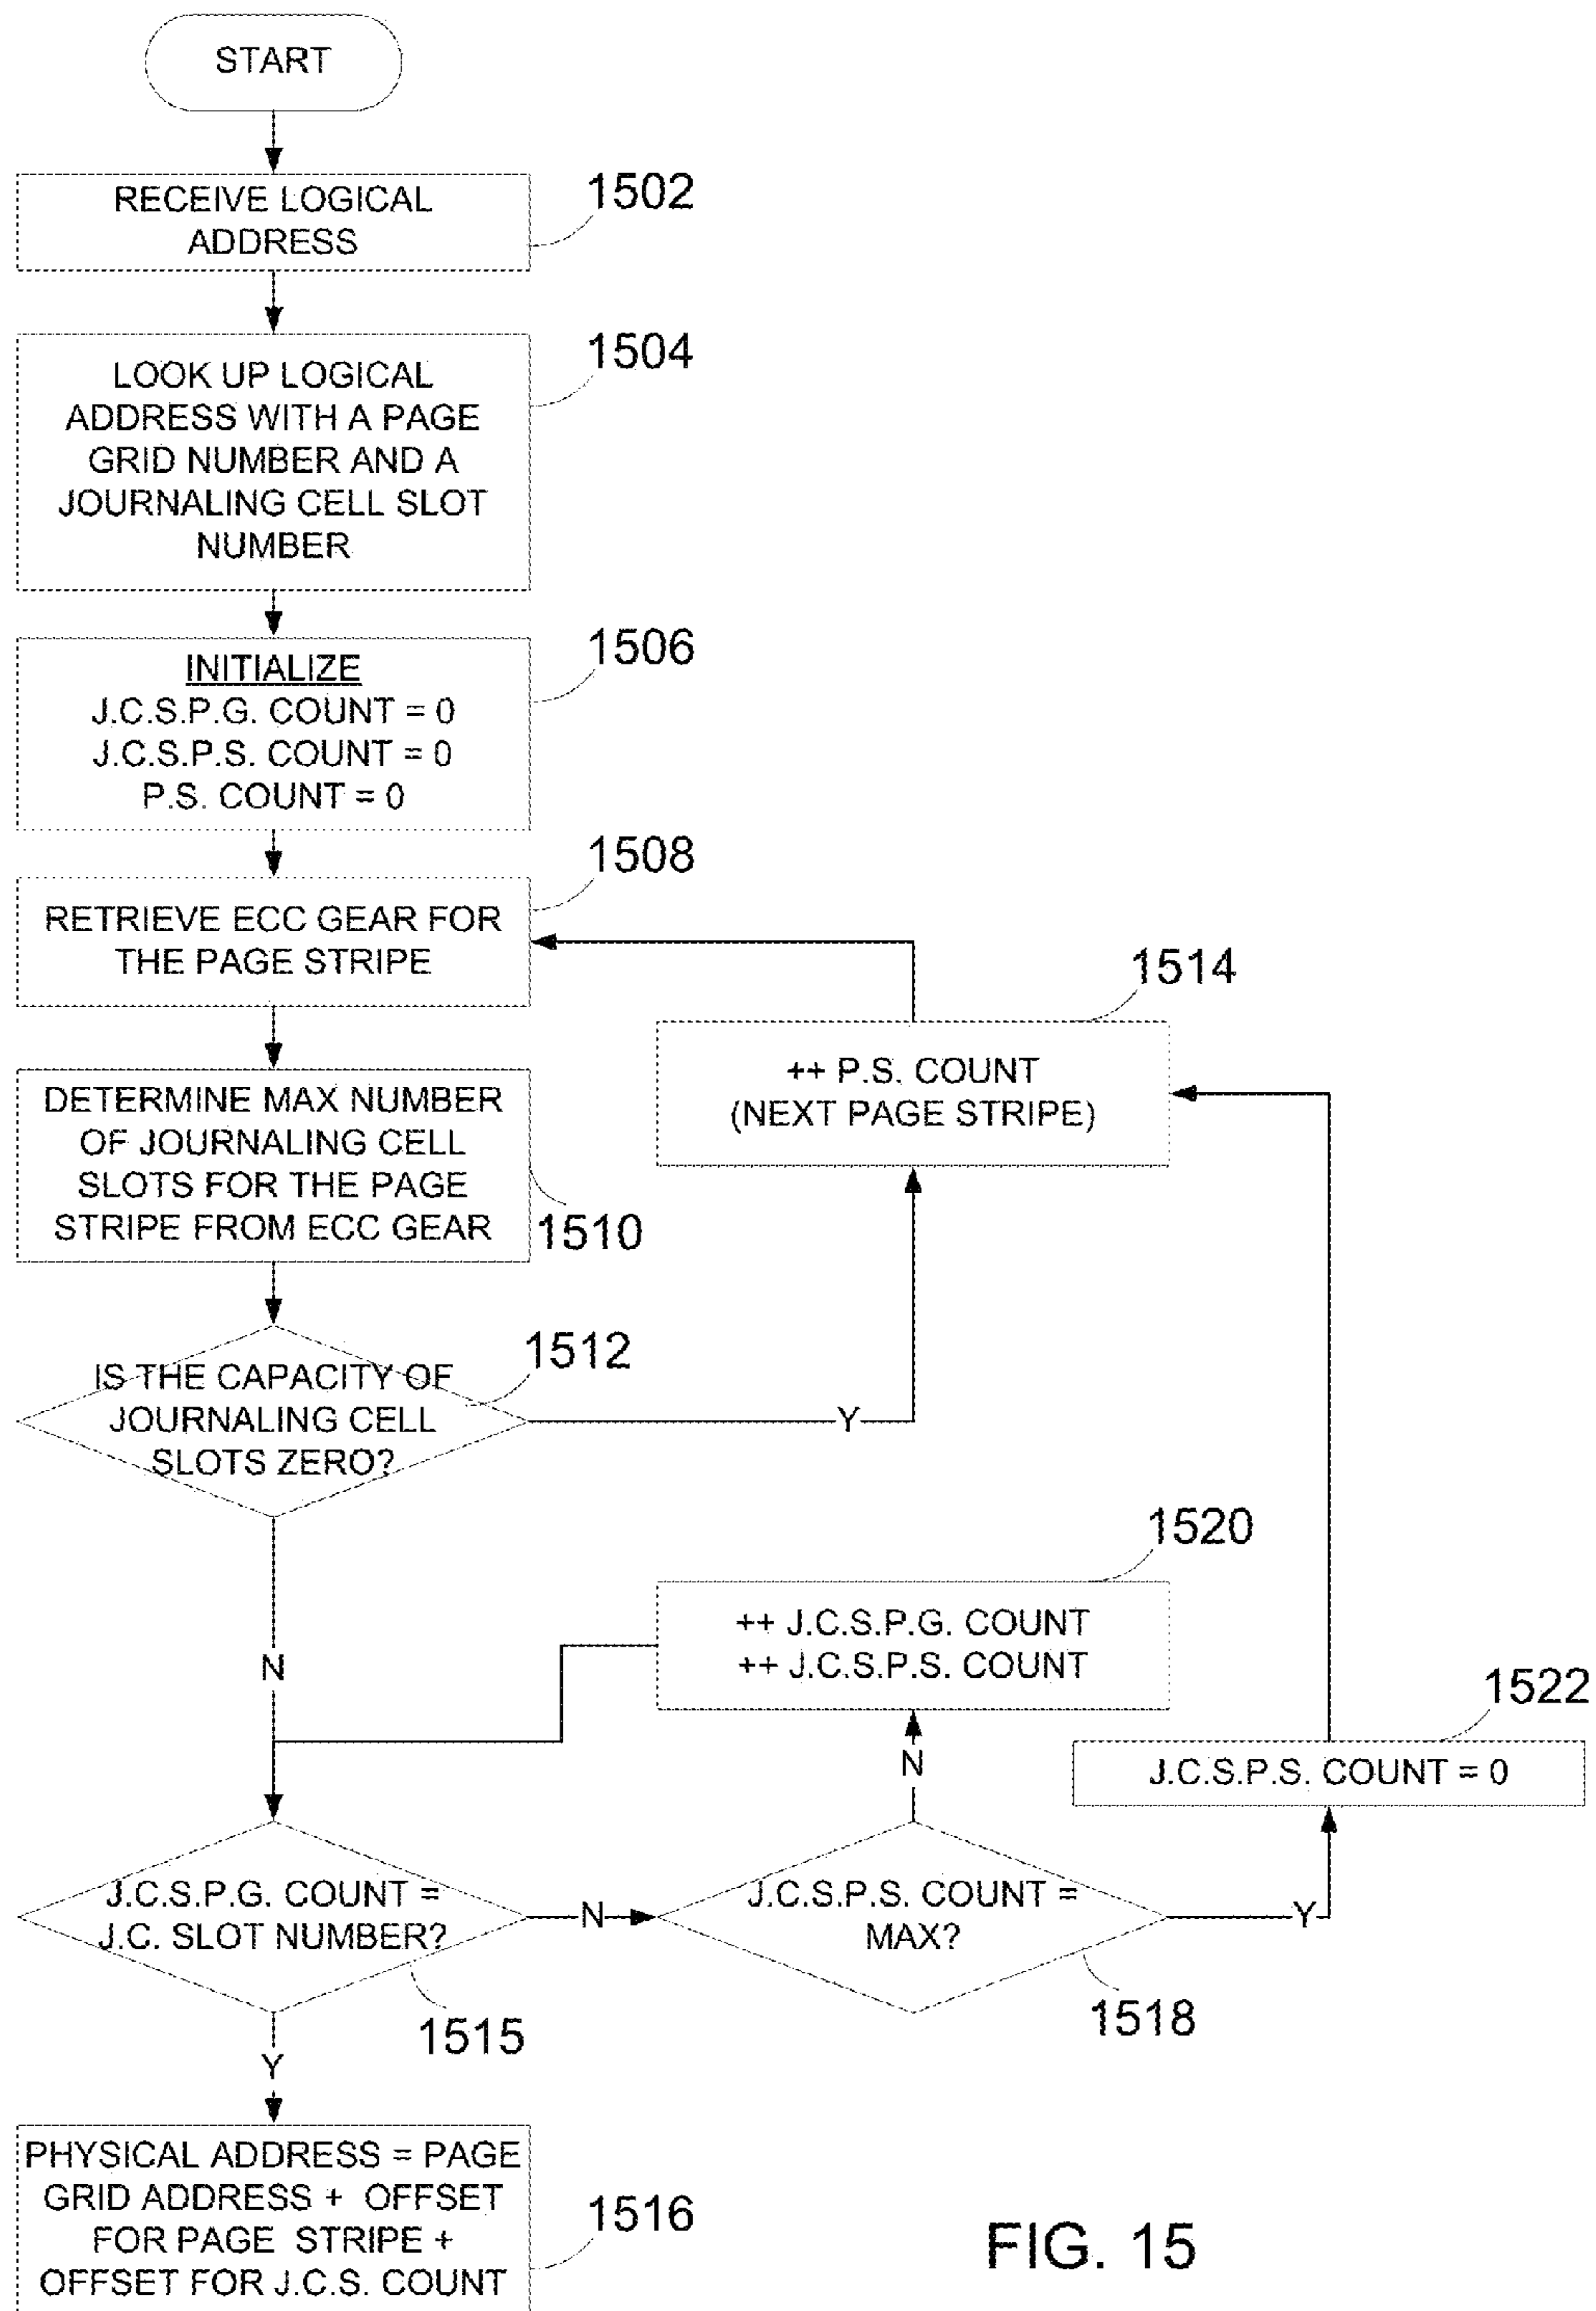 START
1502
RECEIVE LOGICAL
ADDRESS
1504
LOOK UP LOGICAL
ADDRESS WITH A PAGE
GRID NUMBER AND A
JOURNALING CELL SLOT
NUMBER
1506
INITIALIZE
J.C.S.P.G. COUNT = 0
J.C.S.P.S. COUNT = 0
P.S. COUNT = 0
1508
RETRIEVE ECC GEAR FOR
THE PAGE STRIPE
1514
++ P.S. COUNT
(NEXT PAGE STRIPE)
DETERMINE MAX NUMBER
OF JOURNALING CELL
SLOTS FOR THE PAGE
STRIPE FROM ECC GEAR
1510
1512
IS THE CAPACITY OF
JOURNALING CELL
SLOTS ZERO?
Y
N
1520
++ J.C.S.P.G. COUNT
++ J.C.S.P.S. COUNT
1522
J.C.S.P.S. COUNT = 0
N
J.C.S.P.G. COUNT =
J.C. SLOT NUMBER?
N
J.C.S.P.S. COUNT =
MAX?
Y
1515
1518
Y
PHYSICAL ADDRESS = PAGE
GRID ADDRESS + OFFSET
FOR PAGE STRIPE +
OFFSET FOR J.C.S. COUNT
1516
FIG. 15